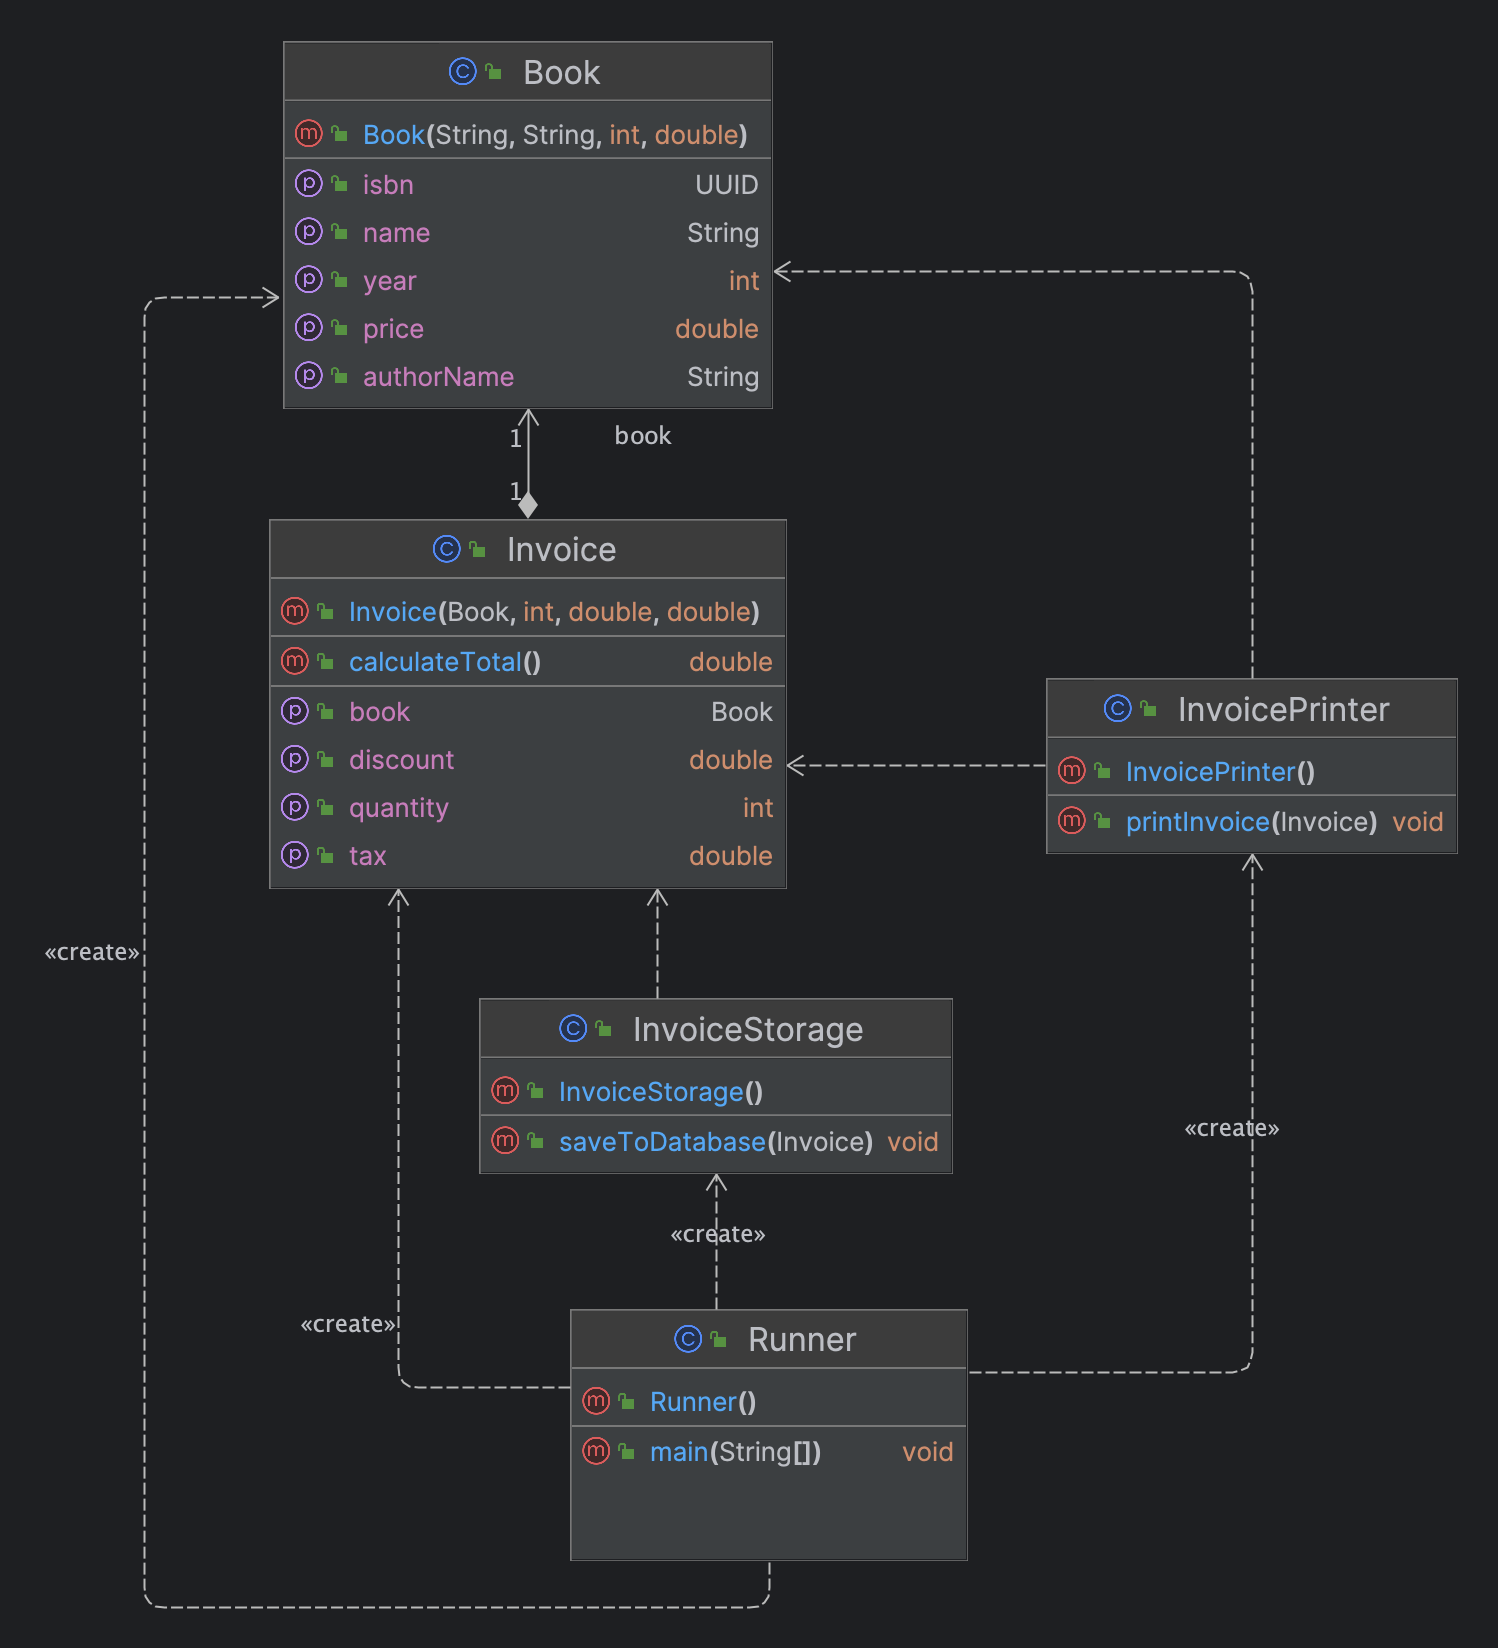 Book
Book(String, String, int, double)
isbn UUID
name String
year int
price double
authorName String
1 book
1
Invoice
Invoice(Book, int, double, double)
calculateTotal() double
book Book
discount double
quantity int
tax double
InvoicePrinter
InvoicePrinter()
printInvoice(Invoice) void
«create»
InvoiceStorage
InvoiceStorage()
saveToDatabase(Invoice) void
«create»
«create»
«create»
Runner
Runner()
main(String[]) void